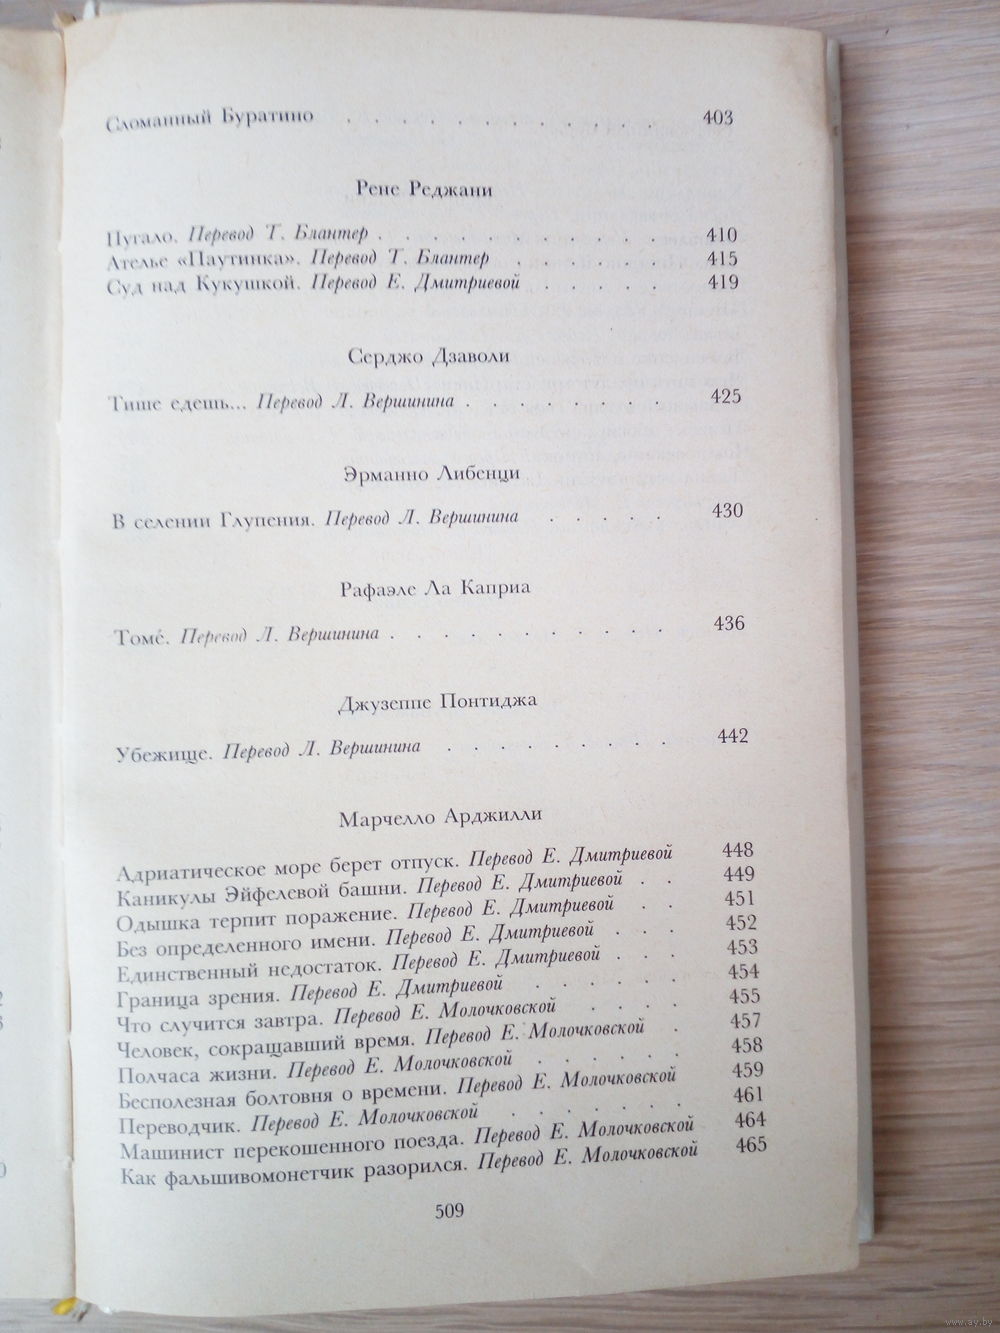 Сломанный Буратино . . . . . . . . 403
Рене Реджани
Пугало. Перевод Т. Блантер . . . . . . . . . . . 410
Ателье «Паутинка». Перевод Т. Блантер . . . . . . 415
Суд над Кукушкой. Перевод Е. Дмитриевой . . . . . 419
Серджо Дзаволи
Тише едешь... Перевод Л. Вершинина . . . . . . . 425
Эрманно Либенци
В селении Глупения. Перевод Л. Вершинина . . . . . 430
Рафаэле Ла Каприа
Томé. Перевод Л. Вершинина . . . . . . . . . . . 436
Джузеппе Понтиджа
Убежище. Перевод Л. Вершинина . . . . . . . . . 442
Марчелло Арджилли
Адриатическое море берет отпуск. Перевод Е. Дмитриевой 448
Каникулы Эйфелевой башни. Перевод Е. Дмитриевой . . 449
Одышка терпит поражение. Перевод Е. Дмитриевой . . 451
Без определенного имени. Перевод Е. Дмитриевой . . . 452
Единственный недостаток. Перевод Е. Дмитриевой . . . 453
Граница зрения. Перевод Е. Дмитриевой . . . . . . 454
Что случится завтра. Перевод Е. Молочковской . . . . 455
Человек, сокращавший время. Перевод Е. Молочковской . 457
Полчаса жизни. Перевод Е. Молочковской . . . . . . 458
Бесполезная болтовня о времени. Перевод Е. Молочковской 459
Переводчик. Перевод Е. Молочковской . . . . . . . 461
Машинист перекошенного поезда. Перевод Е. Молочковской 464
Как фальшивомонетчик разорился. Перевод Е. Молочковской 465
509
www.ay.by